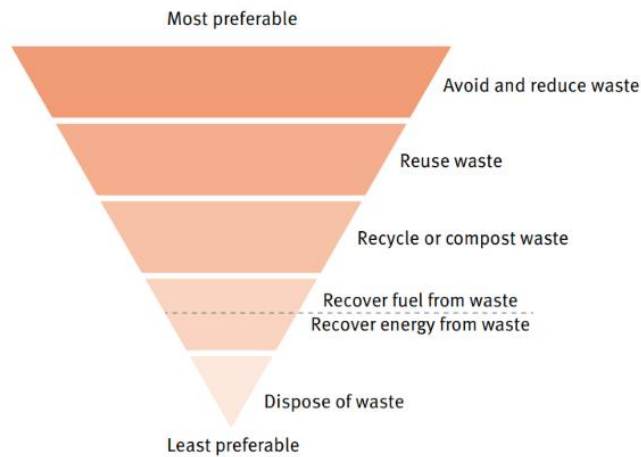 Most preferable
Avoid and reduce waste
Reuse waste
Recycle or compost waste
Recover fuel from waste
Recover energy from waste
Dispose of waste
Least preferable